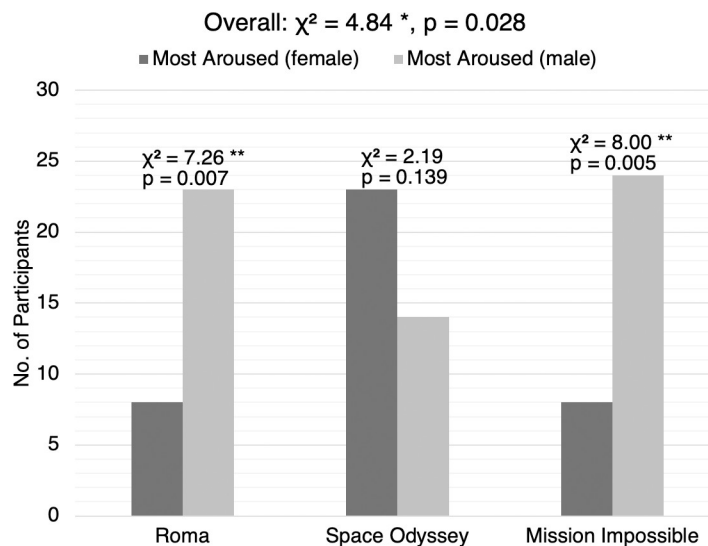 Overall: χ² = 4.84 *, p = 0.028
Most Aroused (female) Most Aroused (male)
30
25
20
15
10
5
0
No. of Participants
χ² = 7.26 **
p = 0.007
χ² = 2.19
p = 0.139
χ² = 8.00 **
p = 0.005
Roma Space Odyssey Mission Impossible